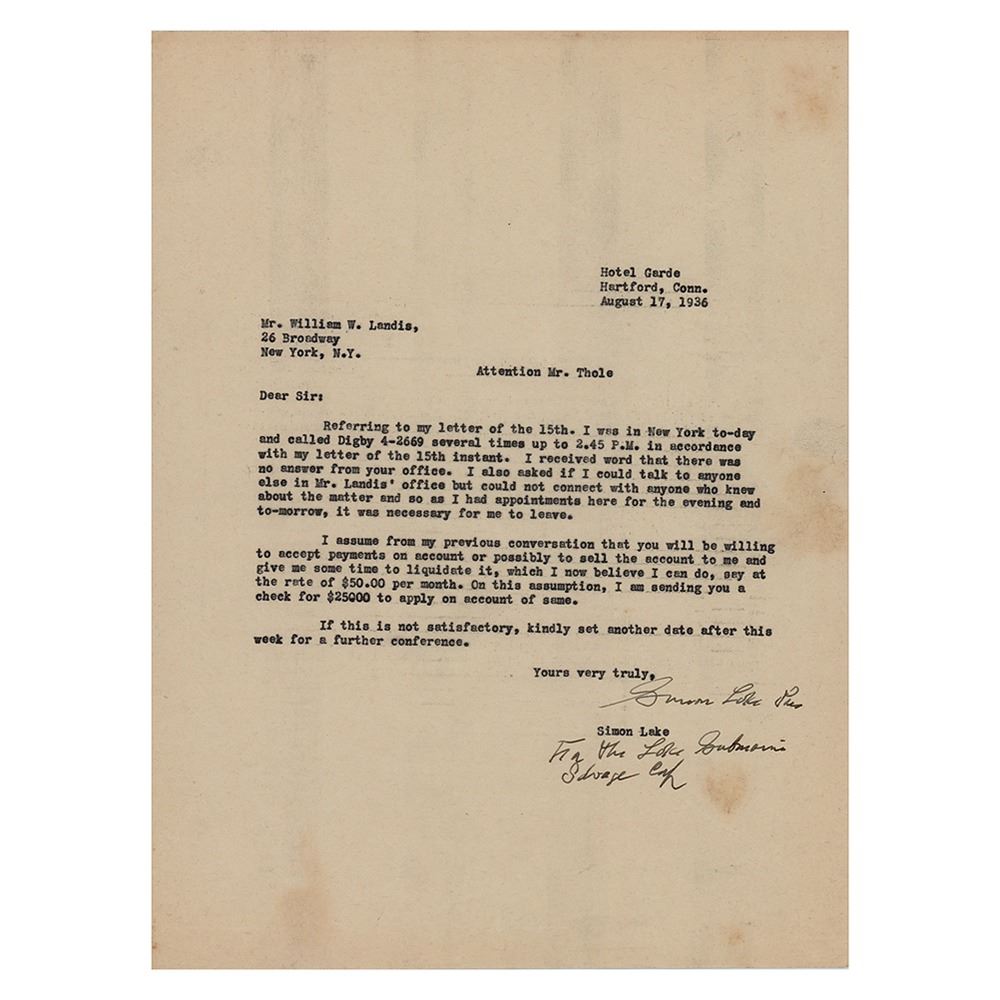 Hotel Garde
Hartford, Conn.
August 17, 1936
Mr. William W. Landis,
26 Broadway
New York, N.Y.
Attention Mr. Thole
Dear Sir:
Referring to my letter of the 15th. I was in New York to-day
and called Digby 4-2669 several times up to 2.45 P.M. in accordance
with my letter of the 15th instant. I received word that there was
no answer from your office. I also asked if I could talk to anyone
else in Mr. Landis' office but could not connect with anyone who knew
about the matter and so as I had appointments here for the evening and
to-morrow, it was necessary for me to leave.
I assume from my previous conversation that you will be willing
to accept payments on account or possibly to sell the account to me and
give me some time to liquidate it, which I now believe I can do, say at
the rate of $50.00 per month. On this assumption, I am sending you a
check for $25000 to apply on account of same.
If this is not satisfactory, kindly set another date after this
week for a further conference.
Yours very truly,
Simon Lake Pres
Simon Lake
For the Lake Submarine
Salvage Corp